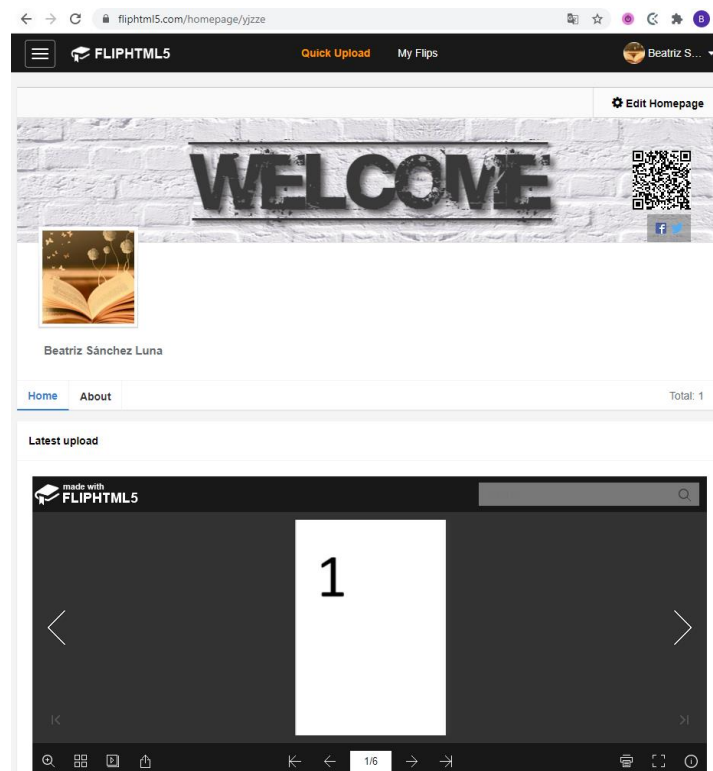 fliphtml5.com/homepage/yjzze
B
FLIPHTML5
Quick Upload
My Flips
Beatriz S...
Edit Homepage
WELCOME
Beatriz Sánchez Luna
Home
About
Total: 1
Latest upload
made with
FLIPHTML5
1
1/6